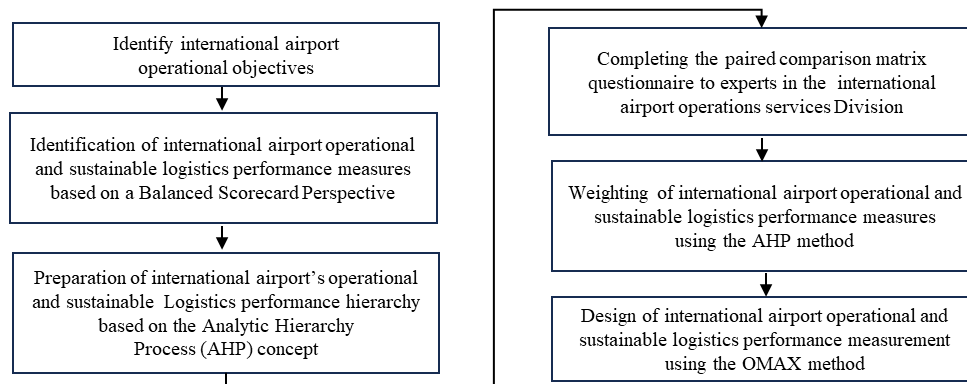 Identify international airport
operational objectives
Identification of international airport operational
and sustainable logistics performance measures
based on a Balanced Scorecard Perspective
Preparation of international airport’s operational
and sustainable Logistics performance hierarchy
based on the Analytic Hierarchy
Process (AHP) concept
Completing the paired comparison matrix
questionnaire to experts in the international
airport operations services Division
Weighting of international airport operational and
sustainable logistics performance measures
using the AHP method
Design of international airport operational and
sustainable logistics performance measurement
using the OMAX method